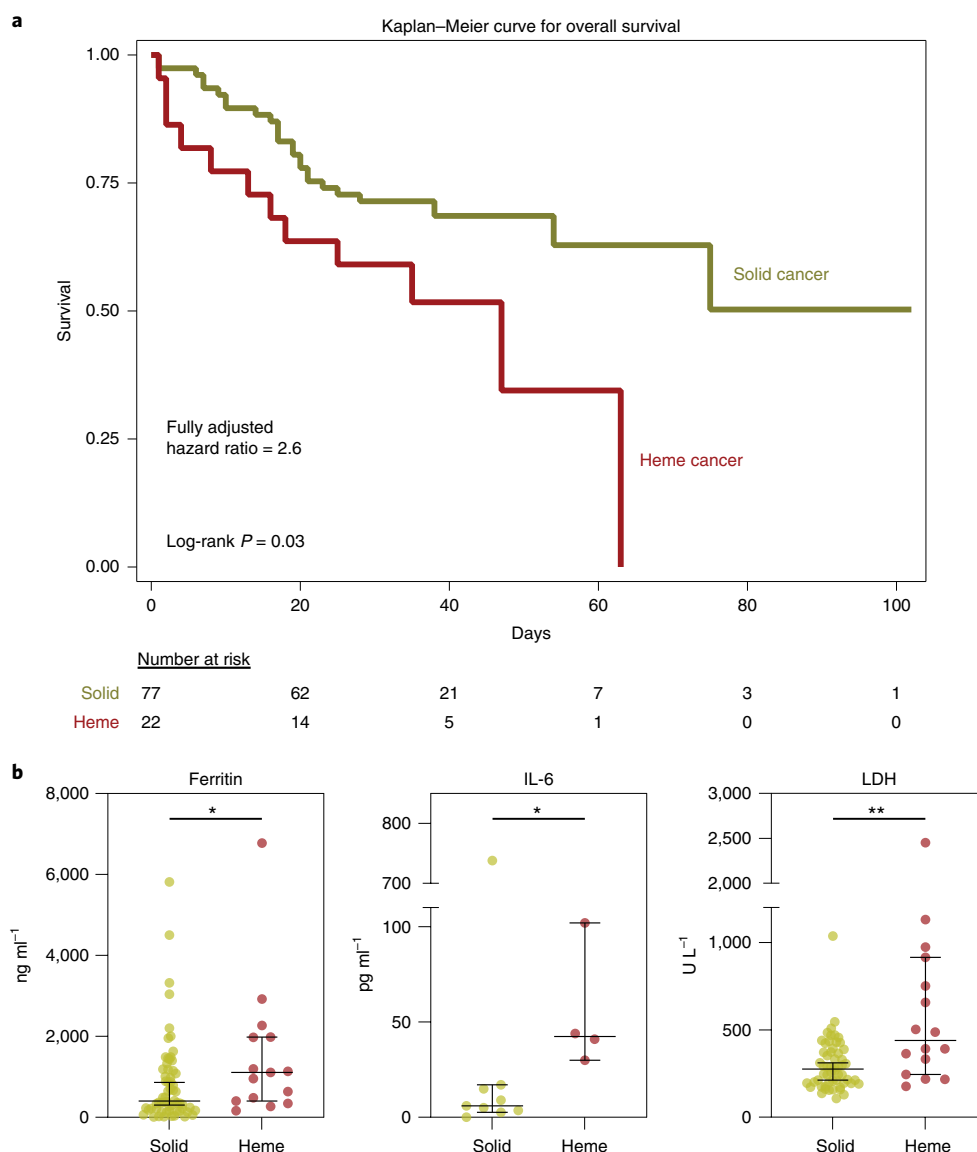 a
Kaplan–Meier curve for overall survival
1.00
0.75
0.50
0.25
0.00
Survival
Solid cancer
Heme cancer
Fully adjusted
hazard ratio = 2.6
Log-rank P = 0.03
0 20 40 60 80 100
Days
Number at risk
Solid 77 62 21 7 3 1
Heme 22 14 5 1 0 0
b
Ferritin
8,000
6,000
4,000
2,000
0
ng ml⁻¹
*
Solid Heme
IL-6
800
700
100
50
0
pg ml⁻¹
*
Solid Heme
LDH
3,000
2,000
1,000
500
0
U L⁻¹
**
Solid Heme